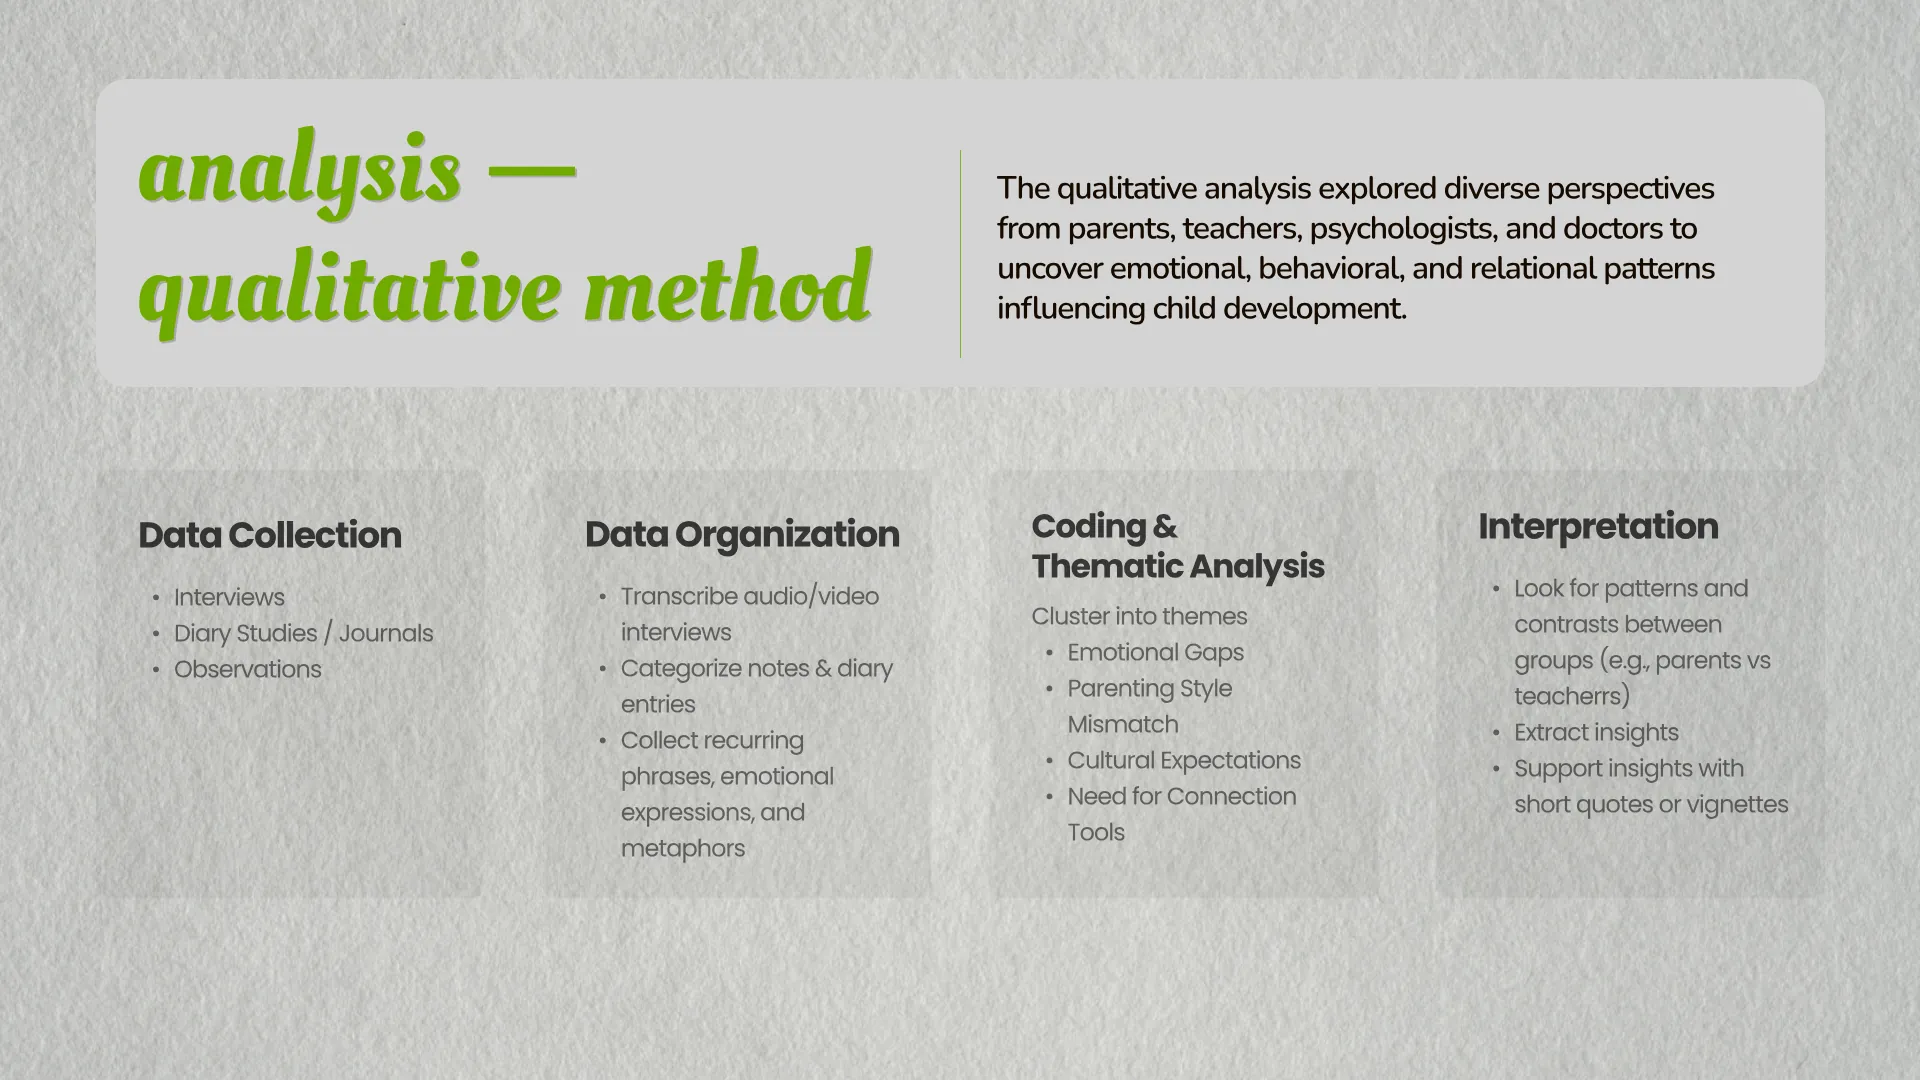 analysis —
qualitative method
The qualitative analysis explored diverse perspectives
from parents, teachers, psychologists, and doctors to
uncover emotional, behavioral, and relational patterns
influencing child development.
Data Collection
• Interviews
• Diary Studies / Journals
• Observations
Data Organization
• Transcribe audio/video
interviews
• Categorize notes & diary
entries
• Collect recurring
phrases, emotional
expressions, and
metaphors
Coding &
Thematic Analysis
Cluster into themes
• Emotional Gaps
• Parenting Style
Mismatch
• Cultural Expectations
• Need for Connection
Tools
Interpretation
• Look for patterns and
contrasts between
groups (e.g., parents vs
teacherrs)
• Extract insights
• Support insights with
short quotes or vignettes